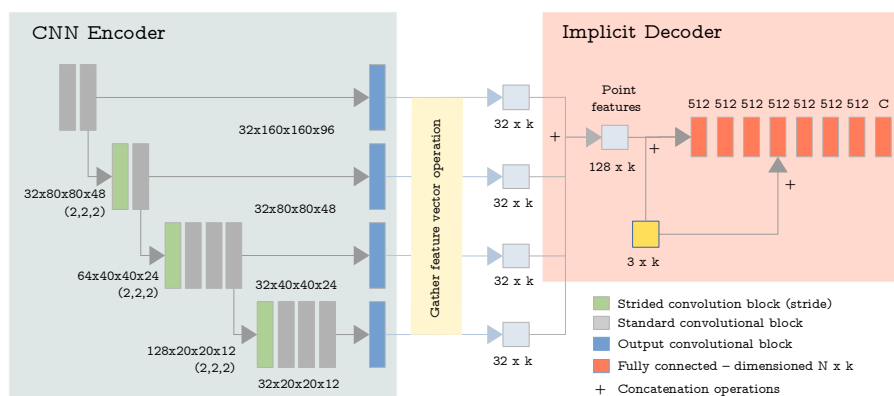 CNN Encoder
32x160x160x96
32x80x80x48
(2,2,2)
32x80x80x48
64x40x40x24
(2,2,2)
32x40x40x24
128x20x20x12
(2,2,2)
32x20x20x12
Gather feature vector operation
32 x k
32 x k
32 x k
32 x k
+
Implicit Decoder
Point
features
128 x k
+
512 512 512 512 512 512 512 C
+
3 x k
Strided convolution block (stride)
Standard convolutional block
Output convolutional block
Fully connected – dimensioned N x k
+ Concatenation operations